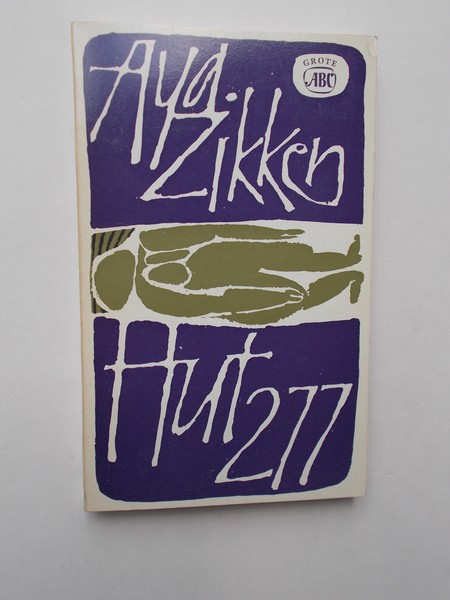 Aya.
Zikken
GROTE
ABC
Hut 277